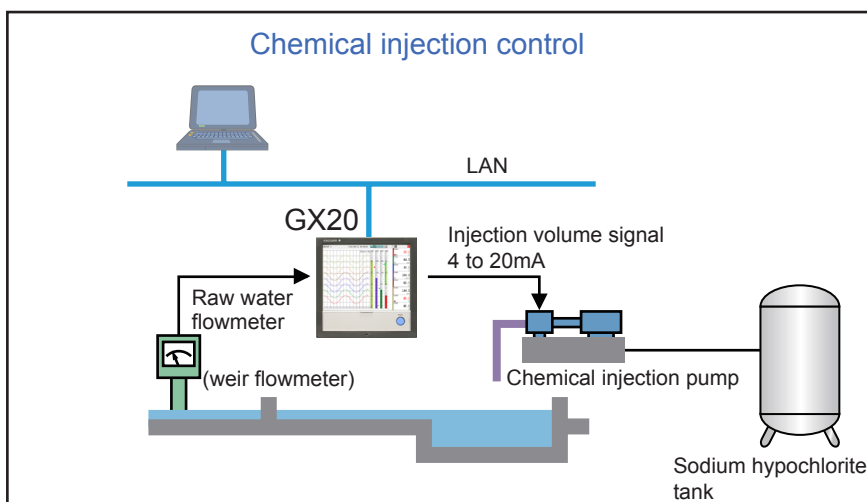 Chemical injection control
LAN
GX20
Injection volume signal
4 to 20mA
Raw water
flowmeter
(weir flowmeter)
Chemical injection pump
Sodium hypochlorite
tank